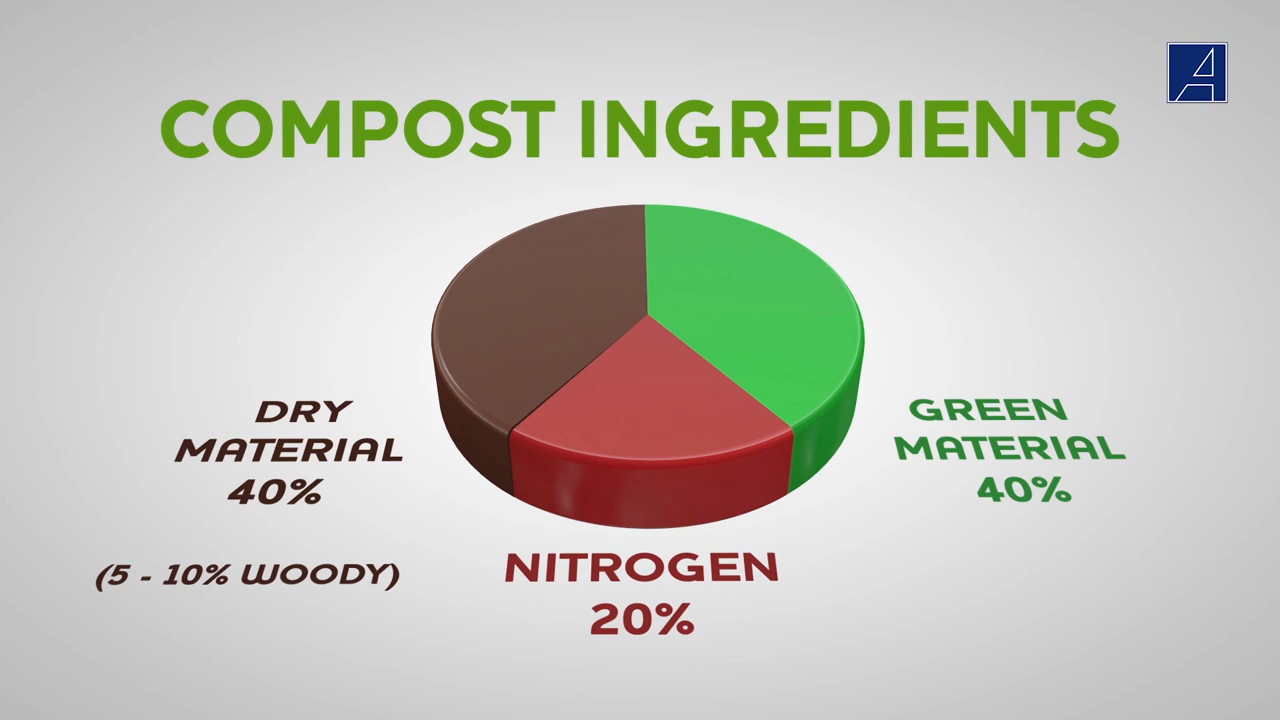 COMPOST INGREDIENTS
DRY
MATERIAL
40%
(5 - 10% WOODY)
NITROGEN
20%
GREEN
MATERIAL
40%
A